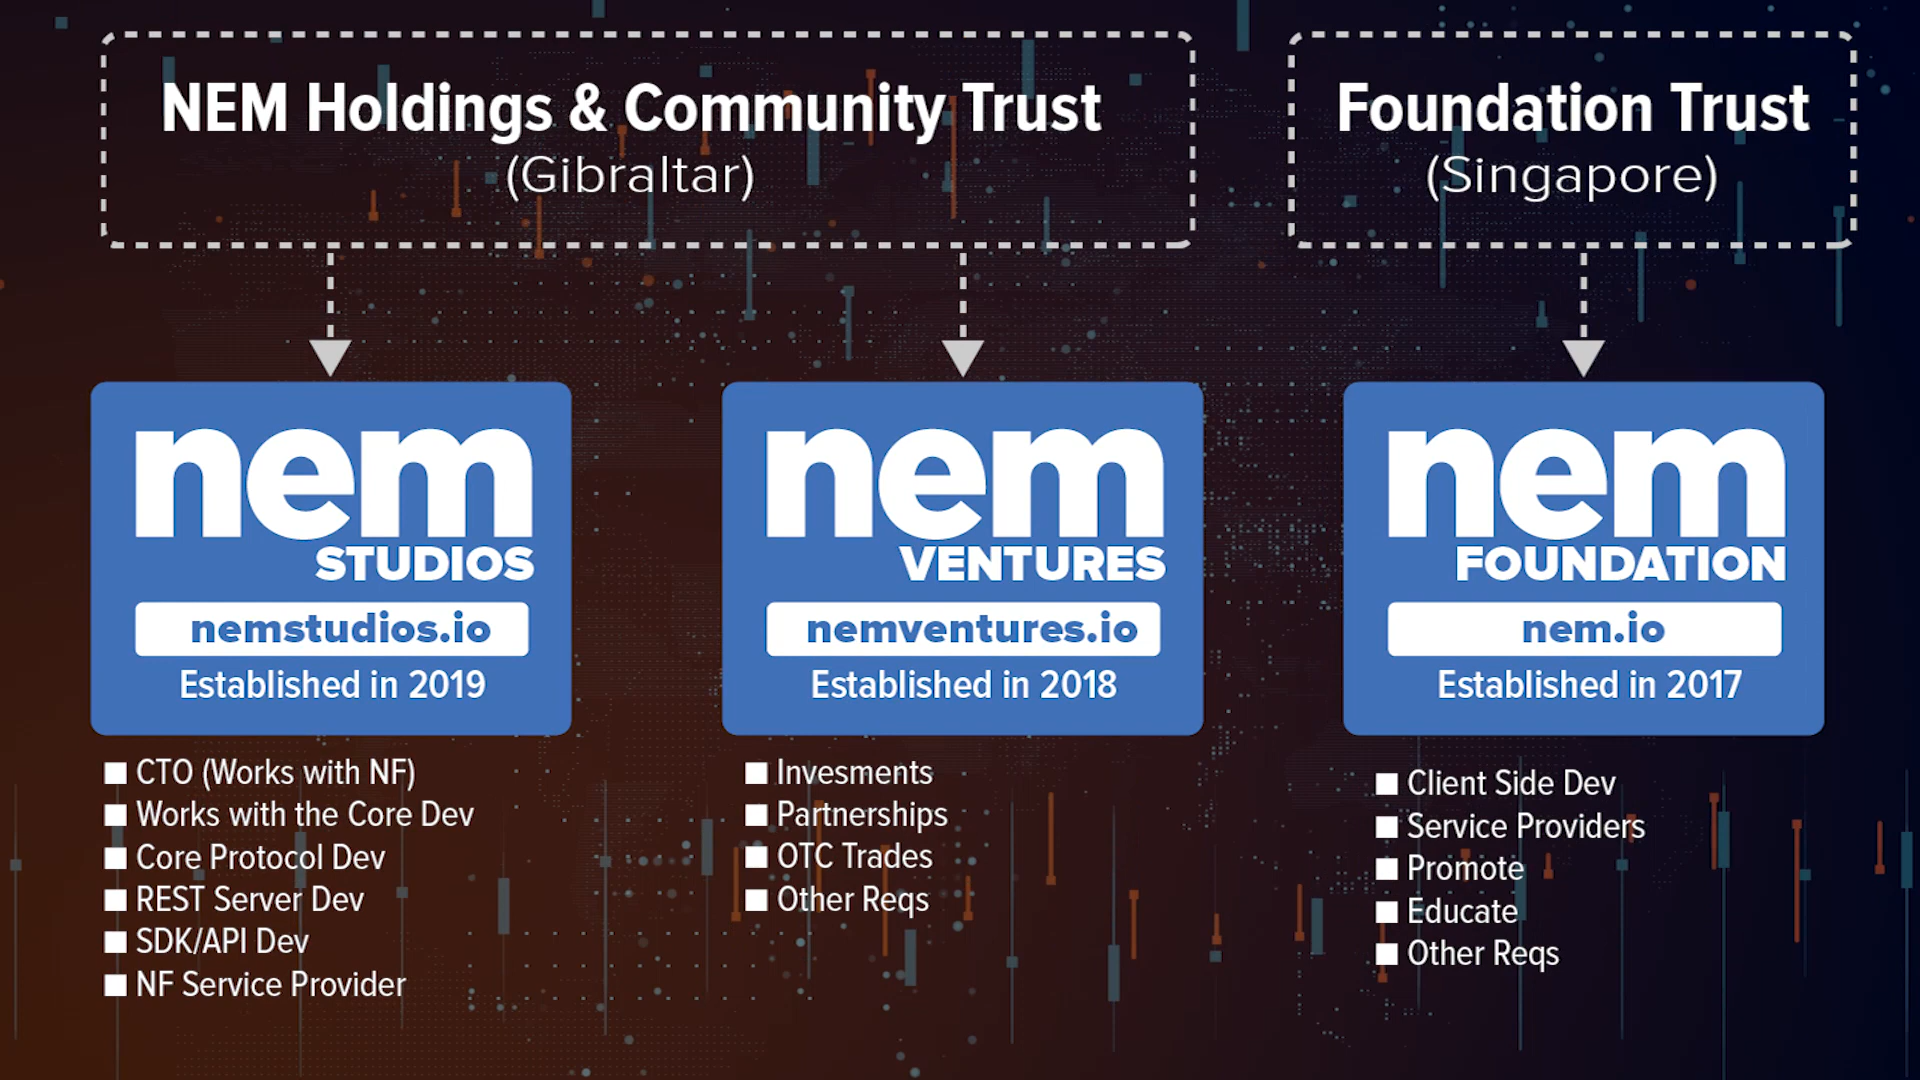 NEM Holdings & Community Trust
(Gibraltar)
Foundation Trust
(Singapore)
nem
STUDIOS
nemstudios.io
Established in 2019
CTO (Works with NF)
Works with the Core Dev
Core Protocol Dev
REST Server Dev
SDK/API Dev
NF Service Provider
nem
VENTURES
nemventures.io
Established in 2018
Invesments
Partnerships
OTC Trades
Other Reqs
nem
FOUNDATION
nem.io
Established in 2017
Client Side Dev
Service Providers
Promote
Educate
Other Reqs